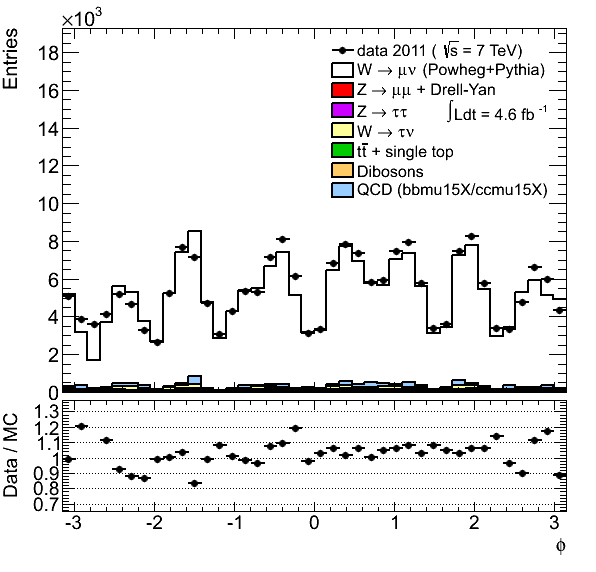 ×10³
Entries
18
16
14
12
10
8
6
4
2
0
data 2011 ( √s = 7 TeV)
W → μν (Powheg+Pythia)
Z → μμ + Drell-Yan
Z → ττ ∫Ldt = 4.6 fb⁻¹
W → τν
tt̄ + single top
Dibosons
QCD (bbmu15X/ccmu15X)
Data / MC
1.3
1.2
1.1
1
0.9
0.8
0.7
-3 -2 -1 0 1 2 3
ϕ